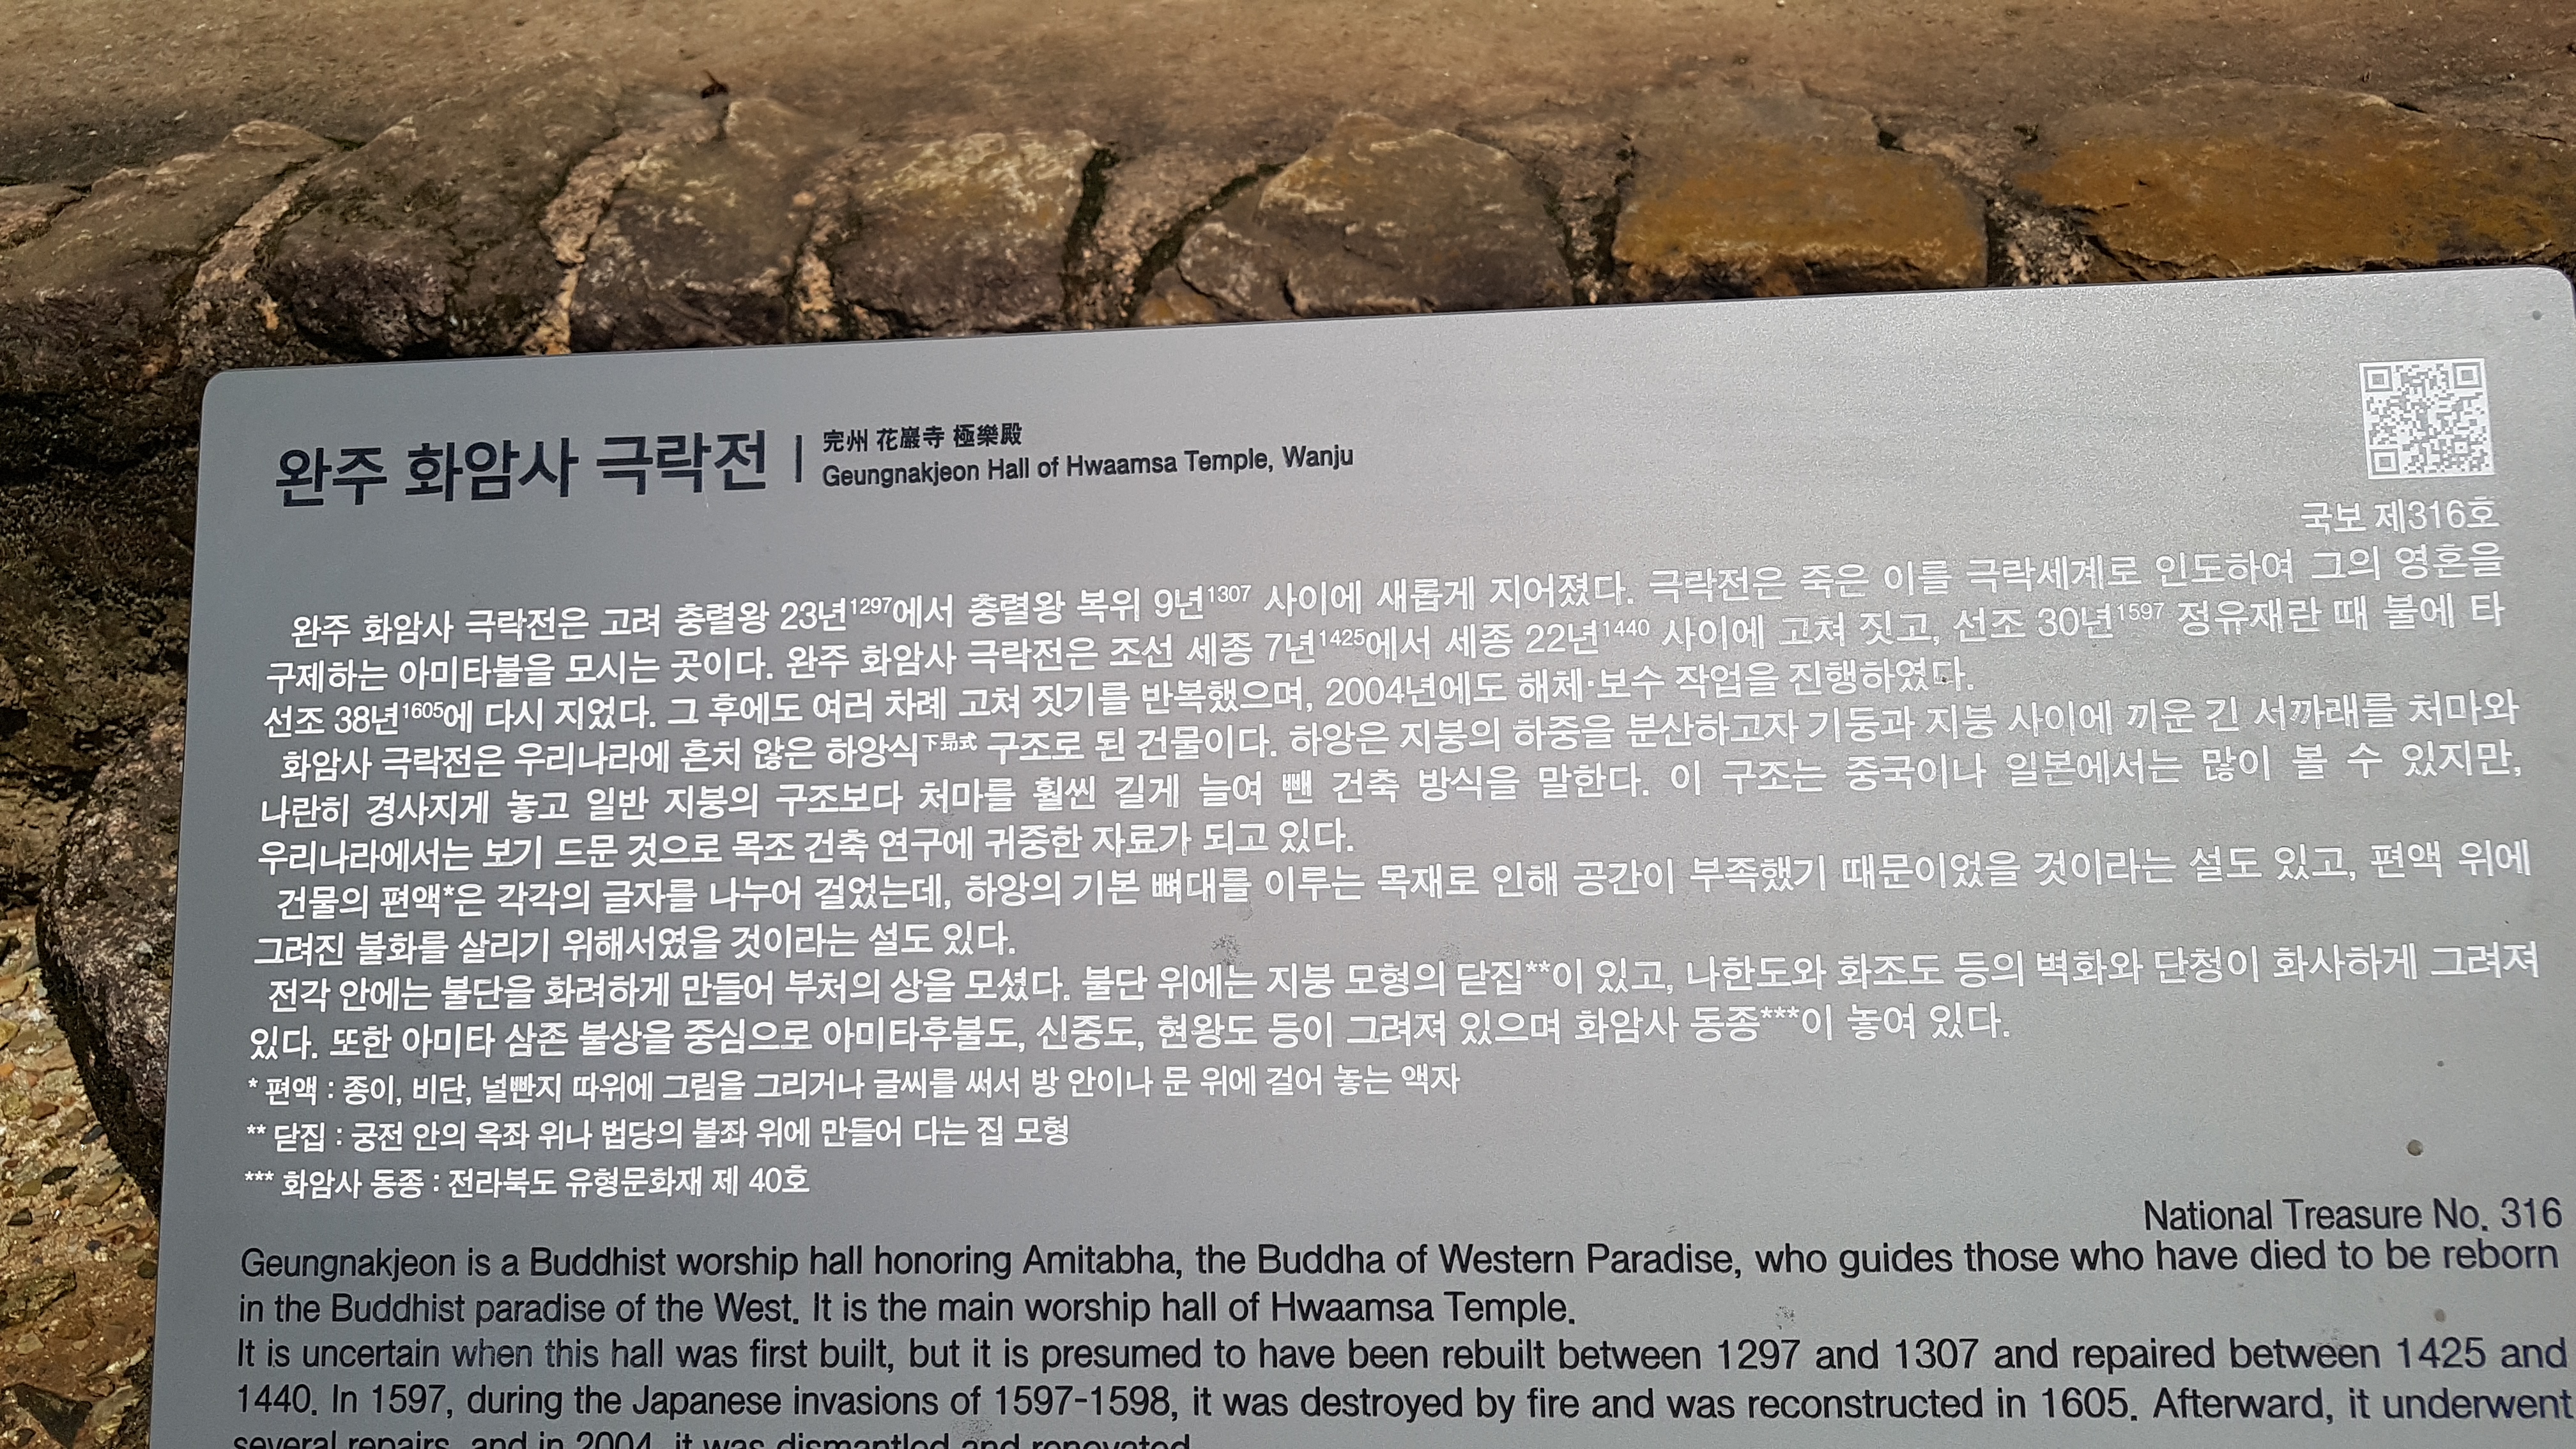 완주 화암사 극락전
完州 花巖寺 極樂殿
Geungnakjeon Hall of Hwaamsa Temple, Wanju
국보 제316호
완주 화암사 극락전은 고려 충렬왕 23년1297에서 충렬왕 복위 9년1307 사이에 새롭게 지어졌다. 극락전은 죽은 이를 극락세계로 인도하여 그의 영혼을
구제하는 아미타불을 모시는 곳이다. 완주 화암사 극락전은 조선 세종 7년1425에서 세종 22년1440 사이에 고쳐 짓고, 선조 30년1597 정유재란 때 불에 타
선조 38년1605에 다시 지었다. 그 후에도 여러 차례 고쳐 짓기를 반복했으며, 2004년에도 해체·보수 작업을 진행하였다.
화암사 극락전은 우리나라에 흔치 않은 하앙식下昻式 구조로 된 건물이다. 하앙은 지붕의 하중을 분산하고자 기둥과 지붕 사이에 끼운 긴 서까래를 처마와
나란히 경사지게 놓고 일반 지붕의 구조보다 처마를 훨씬 길게 늘여 뺀 건축 방식을 말한다. 이 구조는 중국이나 일본에서는 많이 볼 수 있지만,
우리나라에서는 보기 드문 것으로 목조 건축 연구에 귀중한 자료가 되고 있다.
건물의 편액*은 각각의 글자를 나누어 걸었는데, 하앙의 기본 뼈대를 이루는 목재로 인해 공간이 부족했기 때문이었을 것이라는 설도 있고, 편액 위에
그려진 불화를 살리기 위해서였을 것이라는 설도 있다.
전각 안에는 불단을 화려하게 만들어 부처의 상을 모셨다. 불단 위에는 지붕 모형의 닫집**이 있고, 나한도와 화조도 등의 벽화와 단청이 화사하게 그려져
있다. 또한 아미타 삼존 불상을 중심으로 아미타후불도, 신중도, 현왕도 등이 그려져 있으며 화암사 동종***이 놓여 있다.
* 편액 : 종이, 비단, 널빤지 따위에 그림을 그리거나 글씨를 써서 방 안이나 문 위에 걸어 놓는 액자
** 닫집 : 궁전 안의 옥좌 위나 법당의 불좌 위에 만들어 다는 집 모형
*** 화암사 동종 : 전라북도 유형문화재 제 40호
National Treasure No. 316
Geungnakjeon is a Buddhist worship hall honoring Amitabha, the Buddha of Western Paradise, who guides those who have died to be reborn
in the Buddhist paradise of the West. It is the main worship hall of Hwaamsa Temple.
It is uncertain when this hall was first built, but it is presumed to have been rebuilt between 1297 and 1307 and repaired between 1425 and
1440. In 1597, during the Japanese invasions of 1597-1598, it was destroyed by fire and was reconstructed in 1605. Afterward, it underwent
several repairs, and in 2004, it was dismantled and renovated.